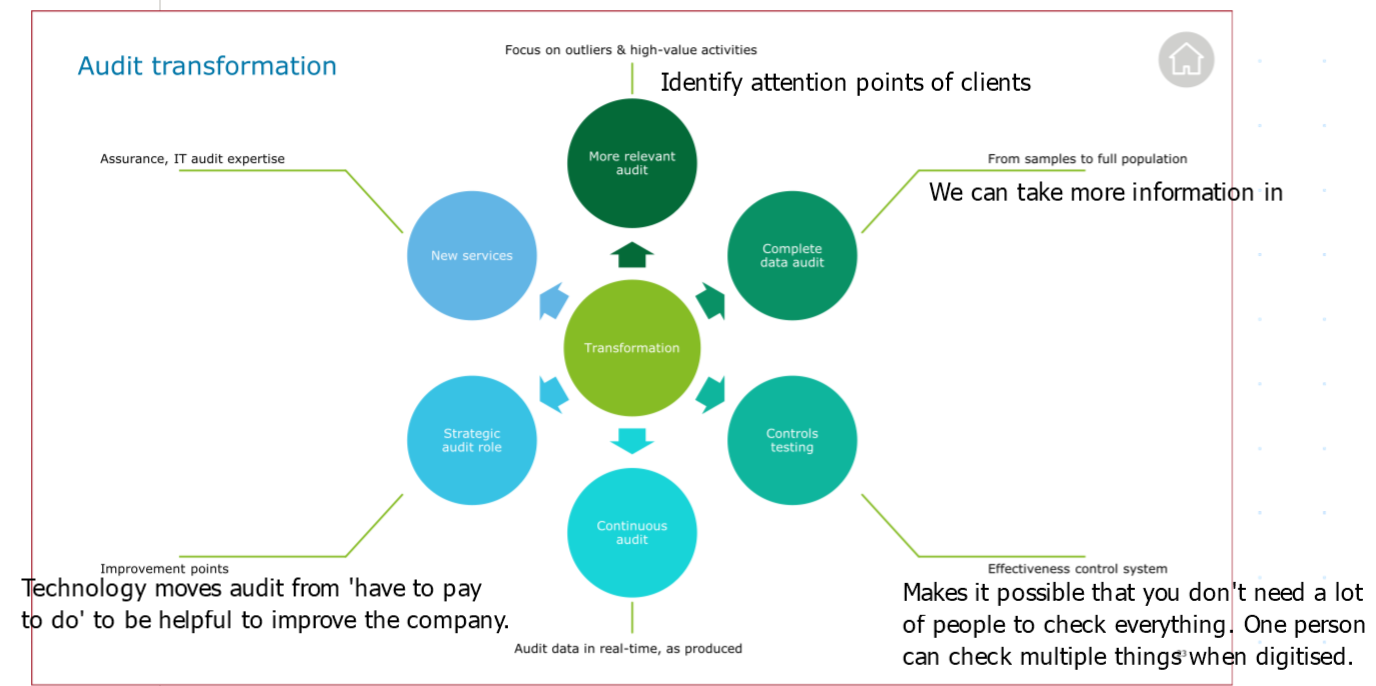 Audit transformation
Focus on outliers & high-value activities
Identify attention points of clients
Assurance, IT audit expertise
From samples to full population
We can take more information in
More relevant
audit
New services
Complete
data audit
Transformation
Strategic
audit role
Controls
testing
Continuous
audit
Improvement points
Technology moves audit from 'have to pay
to do' to be helpful to improve the company.
Effectiveness control system
Makes it possible that you don't need a lot
of people to check everything. One person
can check multiple things when digitised.
23
Audit data in real-time, as produced